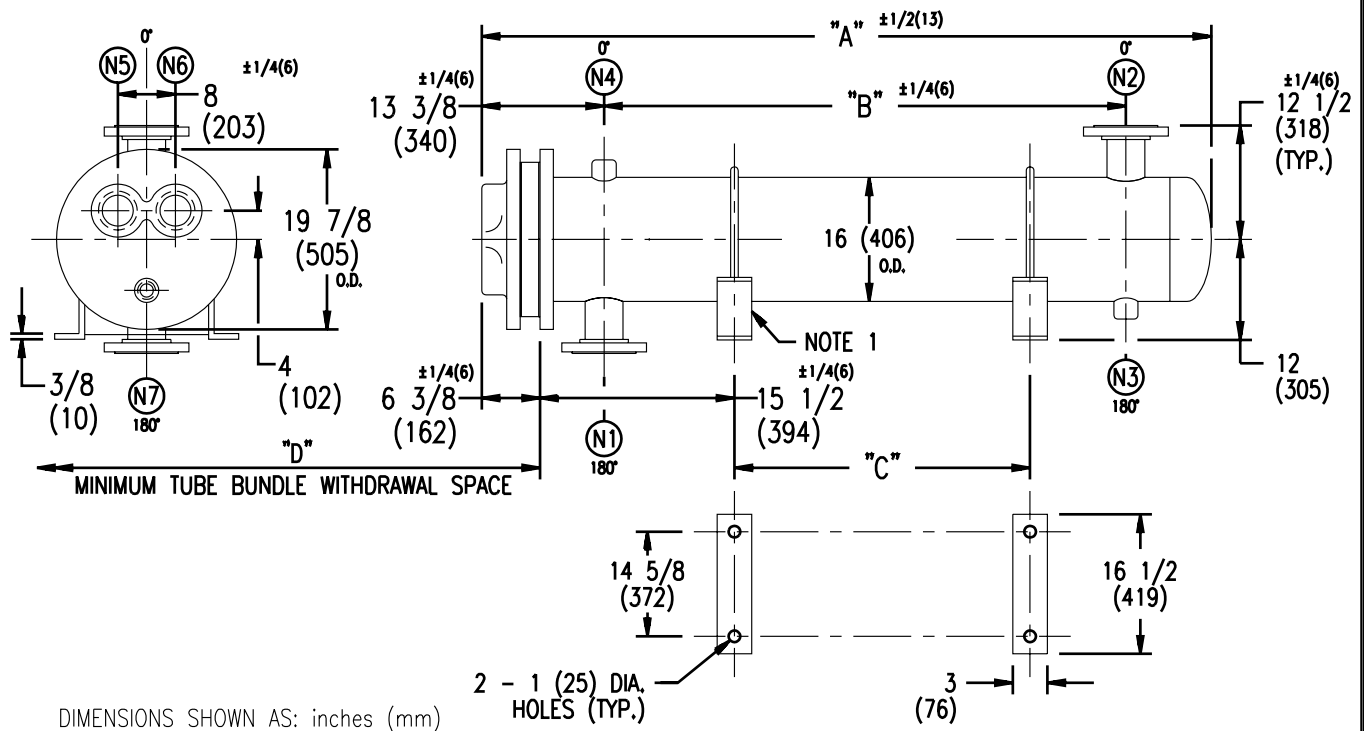 "A" ±1/2(13)
0°
N5 N6
±1/4(6)
8
(203)
±1/4(6)
13 3/8
(340)
0°
N4
"B" ±1/4(6)
0°
N2
±1/4(6)
12 1/2
(318)
(TYP.)
19 7/8
(505)
O.D.
16 (406)
O.D.
NOTE 1
3/8
(10)
N7
180°
4
(102)
±1/4(6)
6 3/8
(162)
N1
180°
±1/4(6)
15 1/2
(394)
N3
180°
12
(305)
"D"
MINIMUM TUBE BUNDLE WITHDRAWAL SPACE
"C"
14 5/8
(372)
16 1/2
(419)
2 - 1 (25) DIA.
HOLES (TYP.)
3
(76)
DIMENSIONS SHOWN AS: inches (mm)